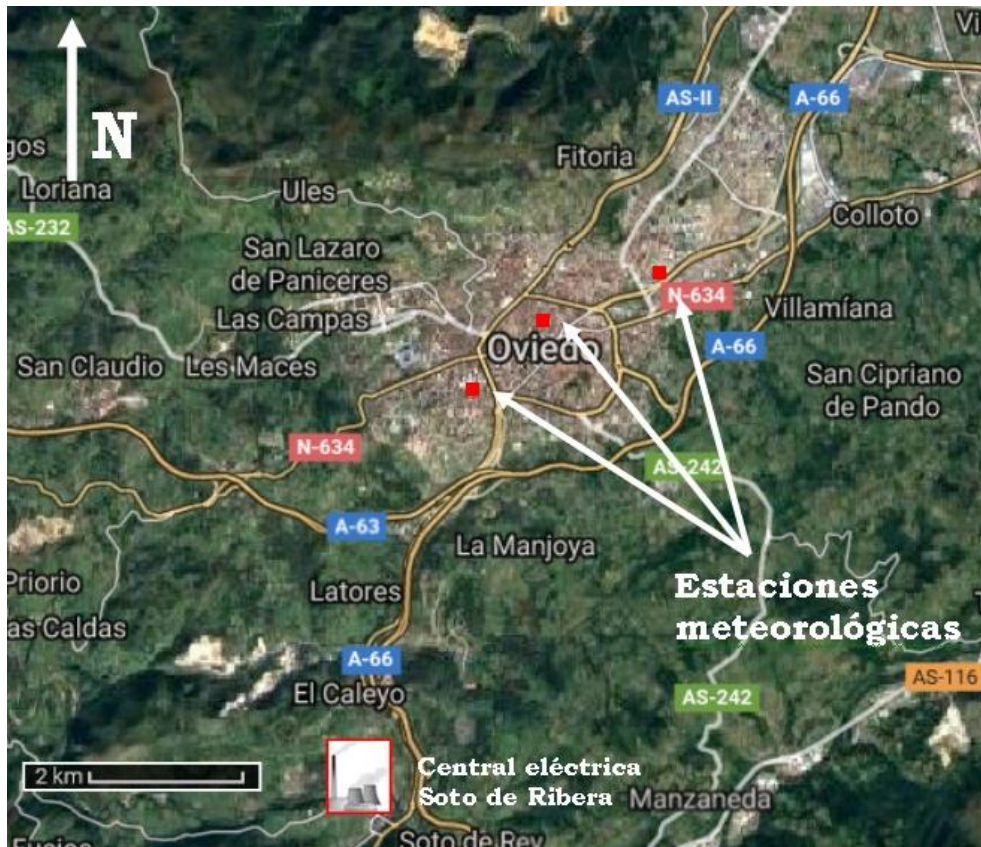 Vi
AS-II
A-66
N
Fitoria
gos
Loriana
Ules
Colloto
AS-232
San Lazaro
de Paniceres
N-634
Villamíana
Las Campas
Oviedo
A-66
San Claudio
Les Maces
San Cipriano
de Pando
N-634
AS-242
A-63
La Manjoya
Priorio
Latores
Estaciones
meteorológicas
as Caldas
A-66
AS-116
El Caleyo
AS-242
2 km
Central eléctrica
Soto de Ribera
Manzaneda
Soto de Rey